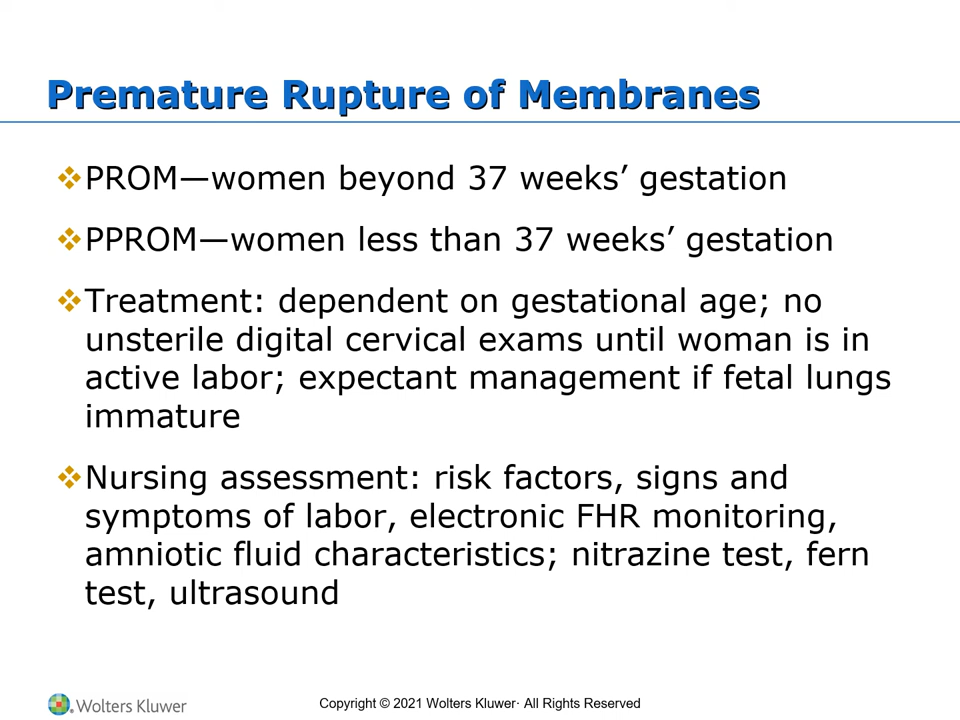 Premature Rupture of Membranes
❖PROM—women beyond 37 weeks’ gestation
❖PPROM—women less than 37 weeks’ gestation
❖Treatment: dependent on gestational age; no
unsterile digital cervical exams until woman is in
active labor; expectant management if fetal lungs
immature
❖Nursing assessment: risk factors, signs and
symptoms of labor, electronic FHR monitoring,
amniotic fluid characteristics; nitrazine test, fern
test, ultrasound
Wolters Kluwer
Copyright © 2021 Wolters Kluwer· All Rights Reserved